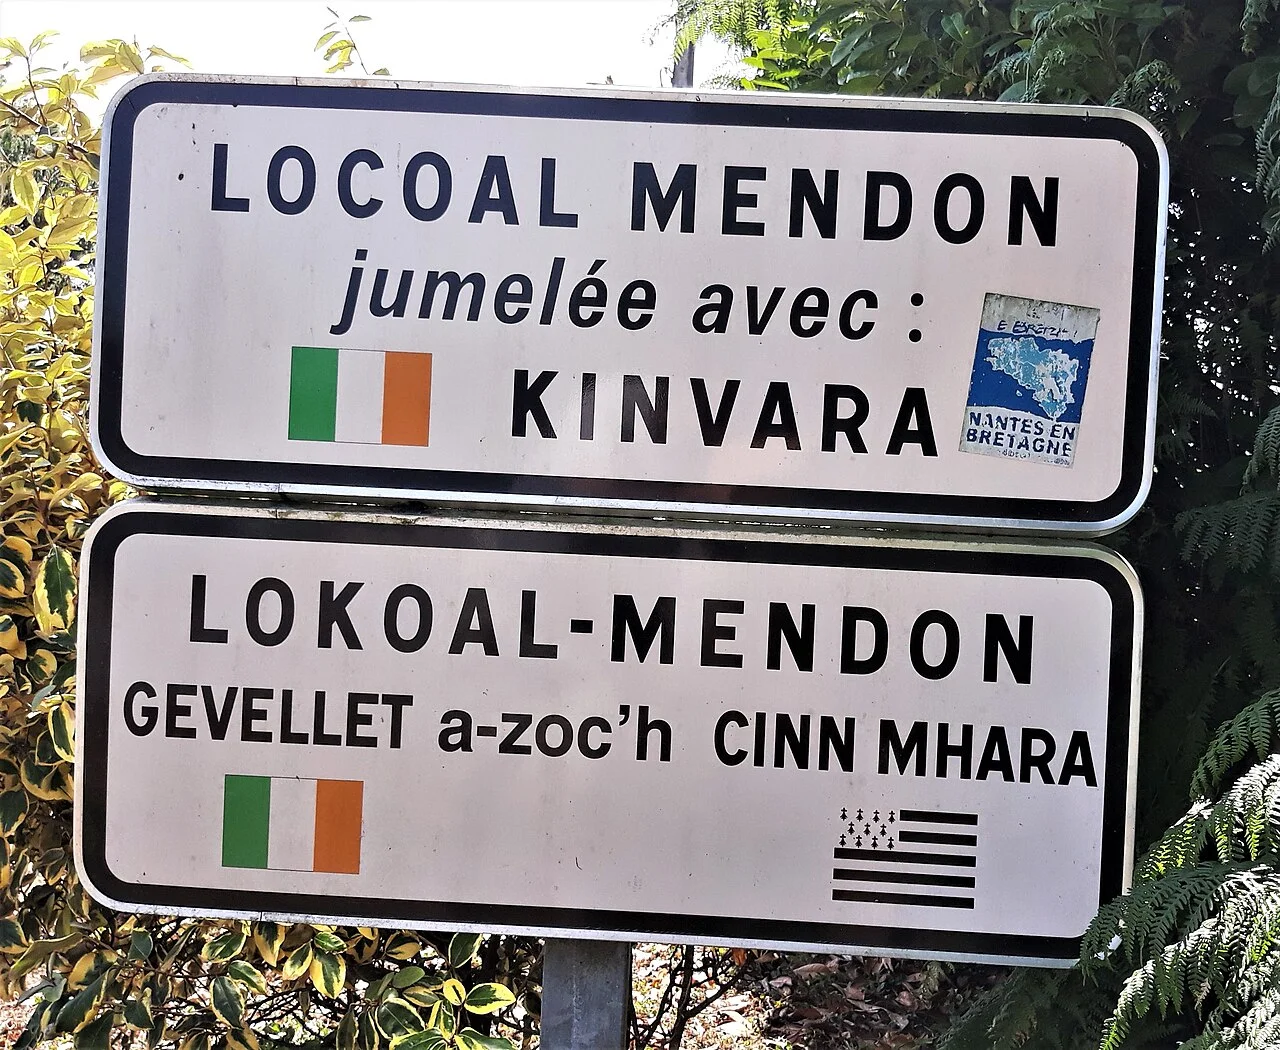 LOCOAL MENDON
jumelée avec :
KINVARA
NANTES EN
BRETAGNE
LOKOAL-MENDON
GEVELLET a-zoc'h CINN MHARA